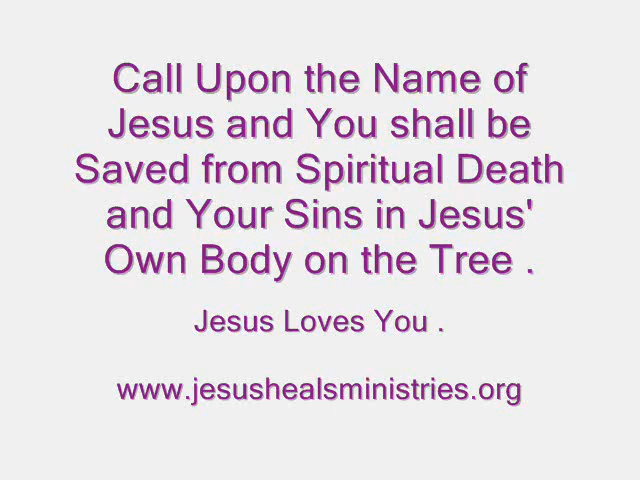 Call Upon the Name of
Jesus and You shall be
Saved from Spiritual Death
and Your Sins in Jesus'
Own Body on the Tree .
Jesus Loves You .
www.jesushealsministries.org